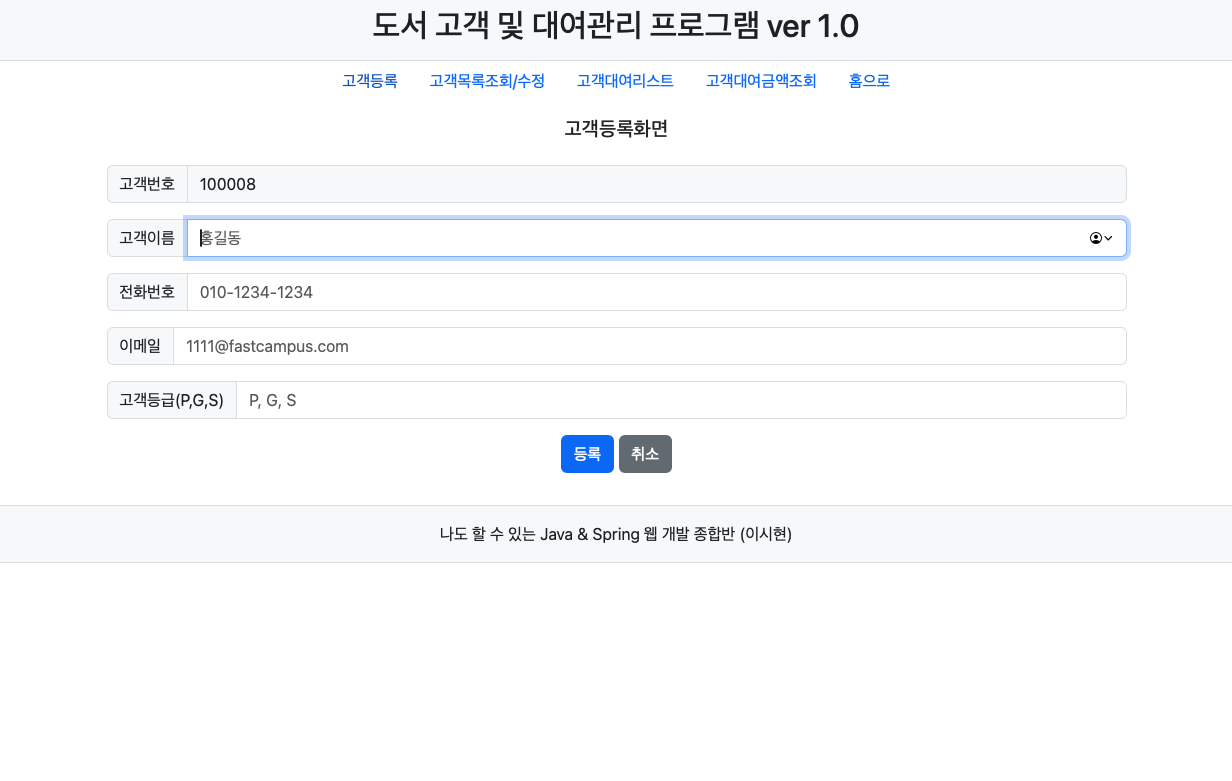 도서 고객 및 대여관리 프로그램 ver 1.0
고객등록 고객목록조회/수정 고객대여리스트 고객대여금액조회 홈으로
고객등록화면
고객번호 100008
고객이름 홍길동
전화번호 010-1234-1234
이메일 1111@fastcampus.com
고객등급(P,G,S) P, G, S
등록 취소
나도 할 수 있는 Java & Spring 웹 개발 종합반 (이시현)